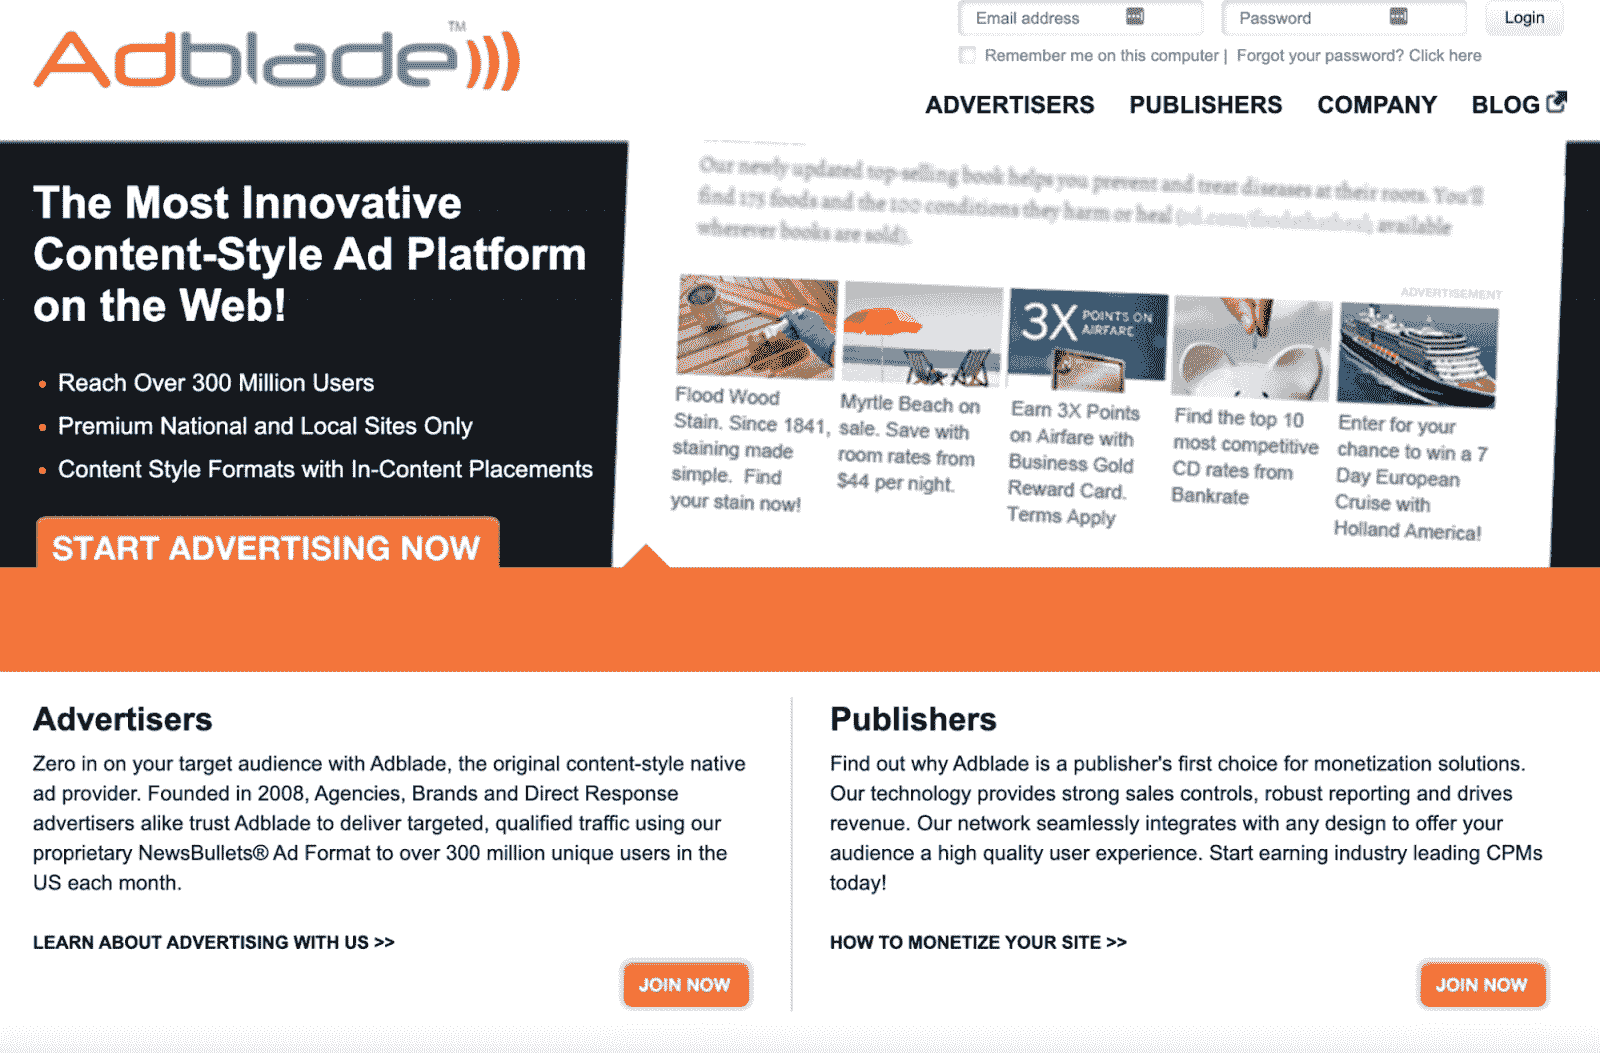 Adblade™
Email address
Password
Login
Remember me on this computer | Forgot your password? Click here
ADVERTISERS PUBLISHERS COMPANY BLOG
The Most Innovative
Content-Style Ad Platform
on the Web!
• Reach Over 300 Million Users
• Premium National and Local Sites Only
• Content Style Formats with In-Content Placements
START ADVERTISING NOW
Our newly updated top-selling book helps you prevent and treat diseases at their roots. You'll
find 175 foods and the 100 conditions they harm or heal available
wherever books are sold).
ADVERTISEMENT
3X POINTS ON
AIRFARE
Flood Wood
Stain. Since 1841,
staining made
simple. Find
your stain now!
Myrtle Beach on
sale. Save with
room rates from
$44 per night.
Earn 3X Points
on Airfare with
Business Gold
Reward Card.
Terms Apply
Find the top 10
most competitive
CD rates from
Bankrate
Enter for your
chance to win a 7
Day European
Cruise with
Holland America!
Advertisers
Zero in on your target audience with Adblade, the original content-style native
ad provider. Founded in 2008, Agencies, Brands and Direct Response
advertisers alike trust Adblade to deliver targeted, qualified traffic using our
proprietary NewsBullets® Ad Format to over 300 million unique users in the
US each month.
LEARN ABOUT ADVERTISING WITH US >>
JOIN NOW
Publishers
Find out why Adblade is a publisher's first choice for monetization solutions.
Our technology provides strong sales controls, robust reporting and drives
revenue. Our network seamlessly integrates with any design to offer your
audience a high quality user experience. Start earning industry leading CPMs
today!
HOW TO MONETIZE YOUR SITE >>
JOIN NOW